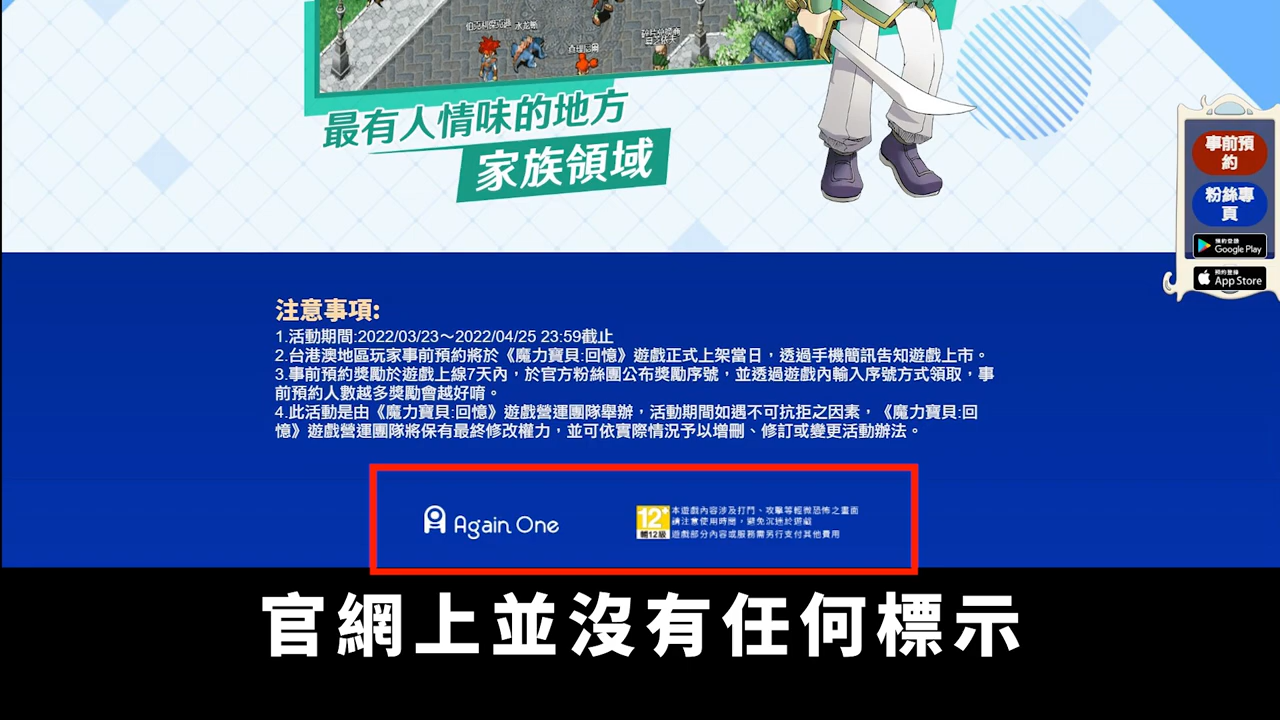 最有人情味的地方
家族領域
事前預
約
粉絲專
頁
預約登錄
Google Play
預約登錄
App Store
注意事項:
1.活動期間:2022/03/23～2022/04/25 23:59截止
2.台港澳地區玩家事前預約將於《魔力寶貝:回憶》遊戲正式上架當日，透過手機簡訊告知遊戲上市。
3.事前預約獎勵於遊戲上線7天內，於官方粉絲團公布獎勵序號，並透過遊戲內輸入序號方式領取，事
前預約人數越多獎勵會越好唷。
4.此活動是由《魔力寶貝:回憶》遊戲營運團隊舉辦，活動期間如遇不可抗拒之因素，《魔力寶貝:回
憶》遊戲營運團隊將保有最終修改權力，並可依實際情況予以增刪、修訂或變更活動辦法。
Again One
12+
輔12級
本遊戲內容涉及打鬥、攻擊等輕微恐怖之畫面
請注意使用時間，避免沉迷於遊戲
遊戲部分內容或服務需另行支付其他費用
官網上並沒有任何標示